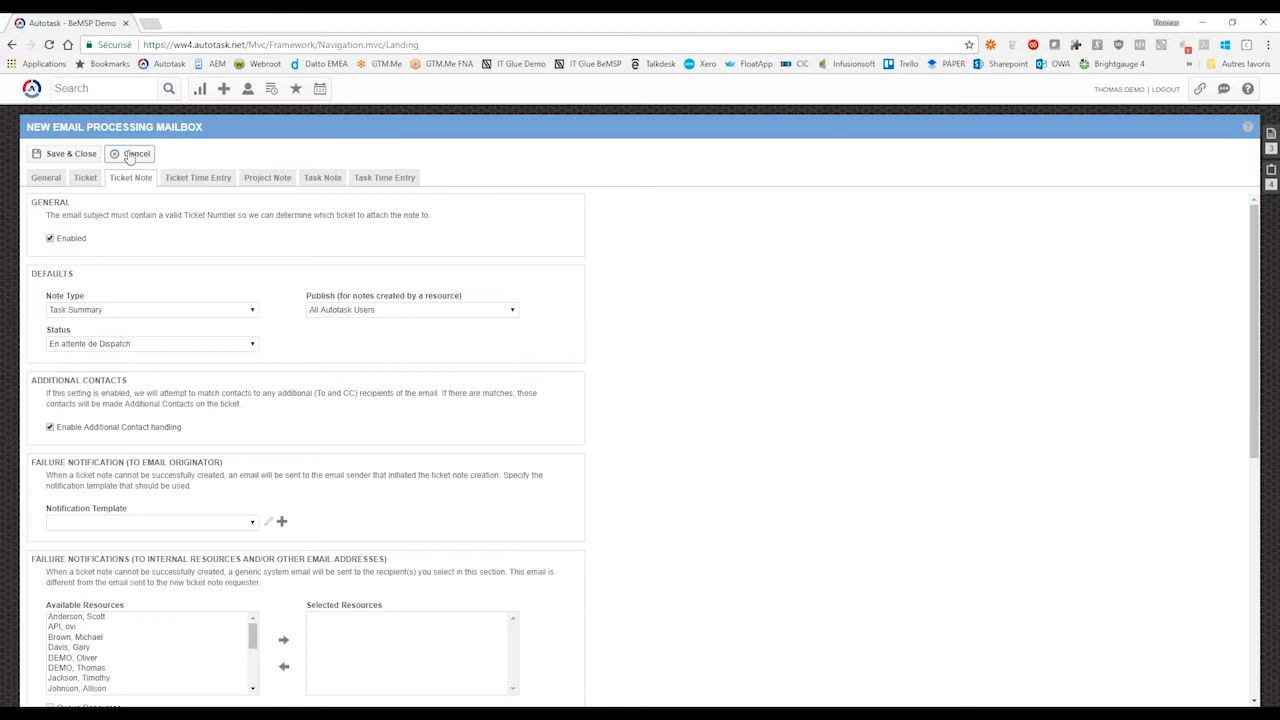 Autotask - BeMSP Demo
Thomas
Sécurisé https://ww4.autotask.net/Mvc/Framework/Navigation.mvc/Landing
Applications Bookmarks Autotask AEM Webroot Datto EMEA GTM.Me GTM.Me FNA IT Glue Demo IT Glue BeMSP Talkdesk Xero FloatApp CIC Infusionsoft Trello PAPER Sharepoint OWA Brightgauge 4 Autres favoris
Search
THOMAS DEMO | LOGOUT
NEW EMAIL PROCESSING MAILBOX
3
4
Save & Close Cancel
General Ticket Ticket Note Ticket Time Entry Project Note Task Note Task Time Entry
GENERAL
The email subject must contain a valid Ticket Number so we can determine which ticket to attach the note to.
Enabled
DEFAULTS
Note Type Publish (for notes created by a resource)
Task Summary All Autotask Users
Status
En attente de Dispatch
ADDITIONAL CONTACTS
If this setting is enabled, we will attempt to match contacts to any additional (To and CC) recipients of the email. If there are matches, those
contacts will be made Additional Contacts on the ticket.
Enable Additional Contact handling
FAILURE NOTIFICATION (TO EMAIL ORIGINATOR)
When a ticket note cannot be successfully created, an email will be sent to the email sender that initiated the ticket note creation. Specify the
notification template that should be used.
Notification Template
FAILURE NOTIFICATIONS (TO INTERNAL RESOURCES AND/OR OTHER EMAIL ADDRESSES)
When a ticket note cannot be successfully created, a generic system email will be sent to the recipient(s) you select in this section. This email is
different from the email sent to the new ticket note requester.
Available Resources Selected Resources
Anderson, Scott
API, ovi
Brown, Michael
Davis, Gary
DEMO, Oliver
DEMO, Thomas
Jackson, Timothy
Johnson, Allison